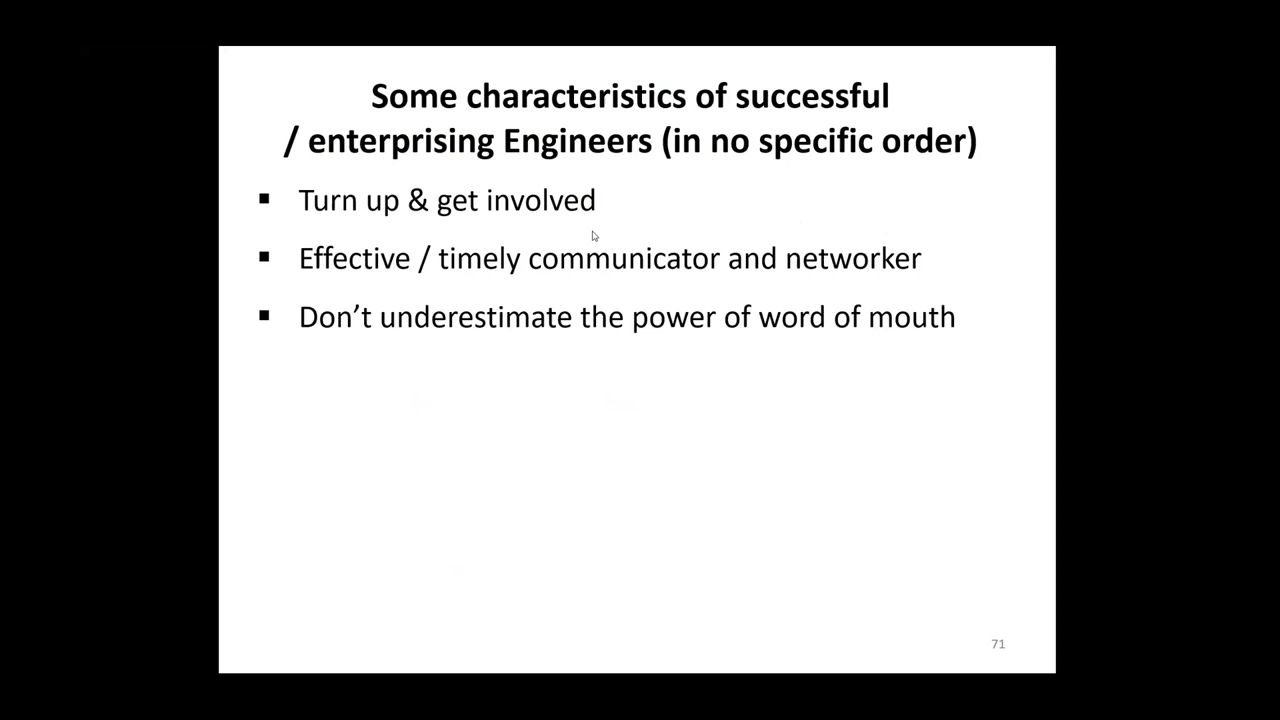 Some characteristics of successful
/ enterprising Engineers (in no specific order)
▪ Turn up & get involved
▪ Effective / timely communicator and networker
▪ Don’t underestimate the power of word of mouth
71